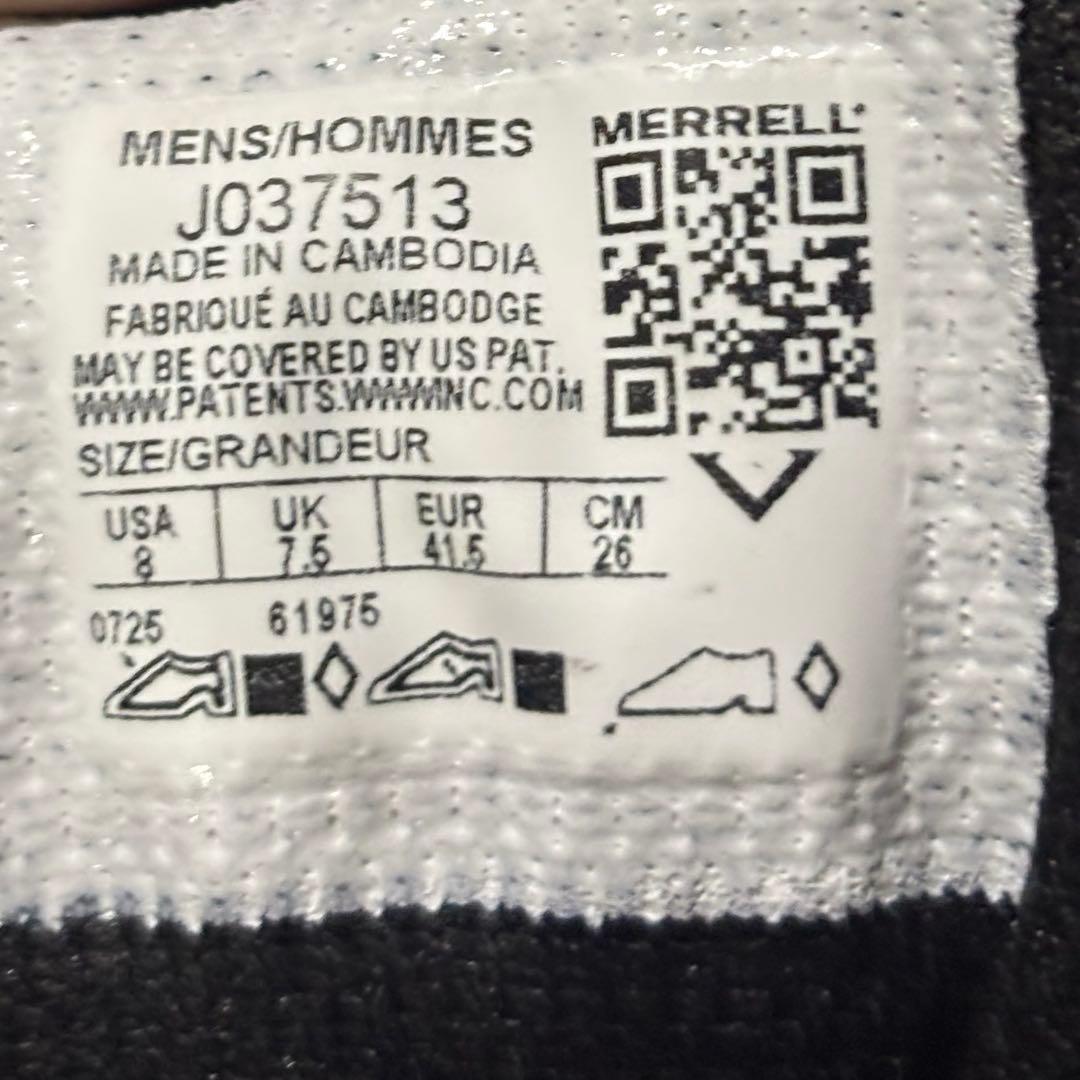 MENS/HOMMES
J037513
MADE IN CAMBODIA
FABRIQUÉ AU CAMBODGE
MAY BE COVERED BY US PAT.
WWW.PATENTS.WWWINC.COM
SIZE/GRANDEUR
USA UK EUR CM
8 7.5 41.5 26
0725 61975
MERRELL